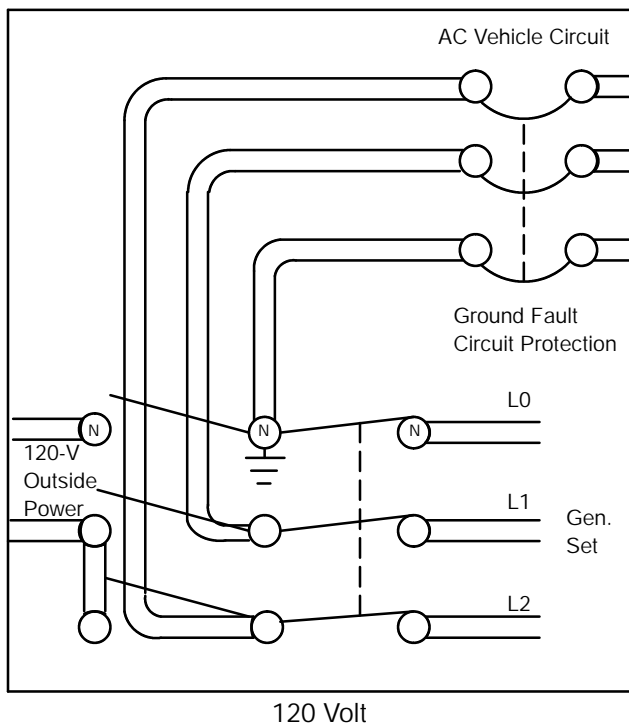 AC Vehicle Circuit
Ground Fault
Circuit Protection
L0
N
N
N
120-V
Outside
Power
L1
Gen.
Set
L2
120 Volt